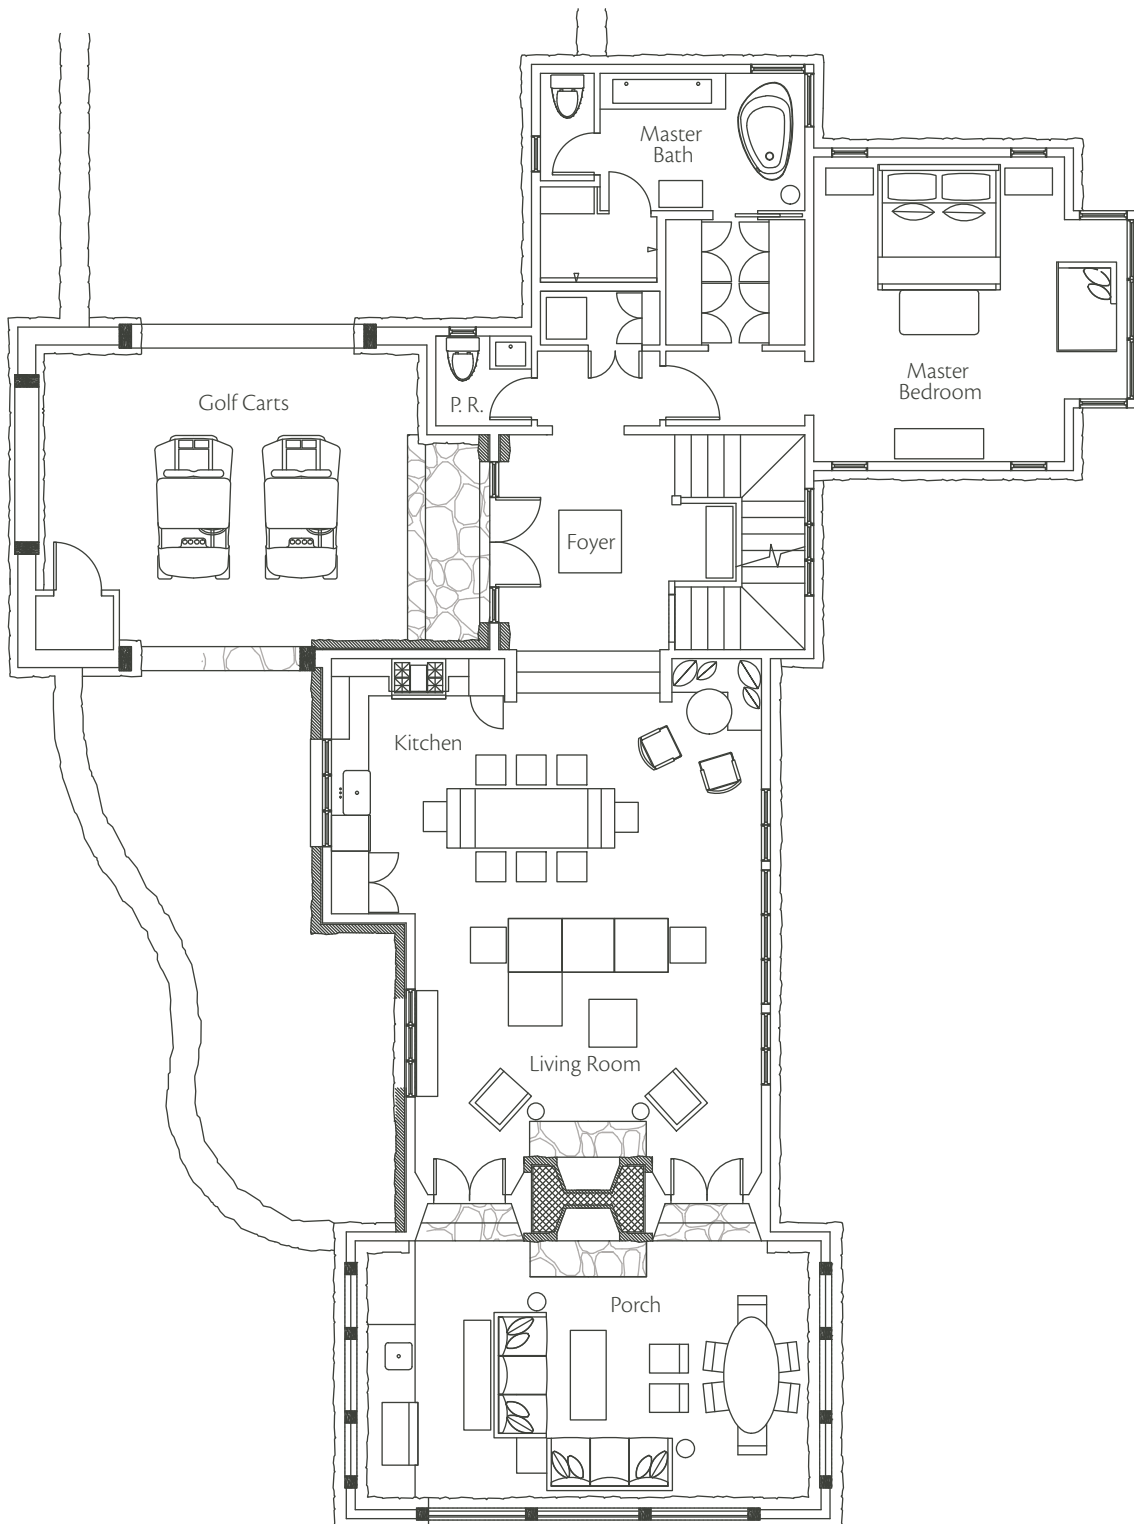 Master
Bath
Master
Bedroom
Golf Carts
P. R.
Foyer
Kitchen
Living Room
Porch